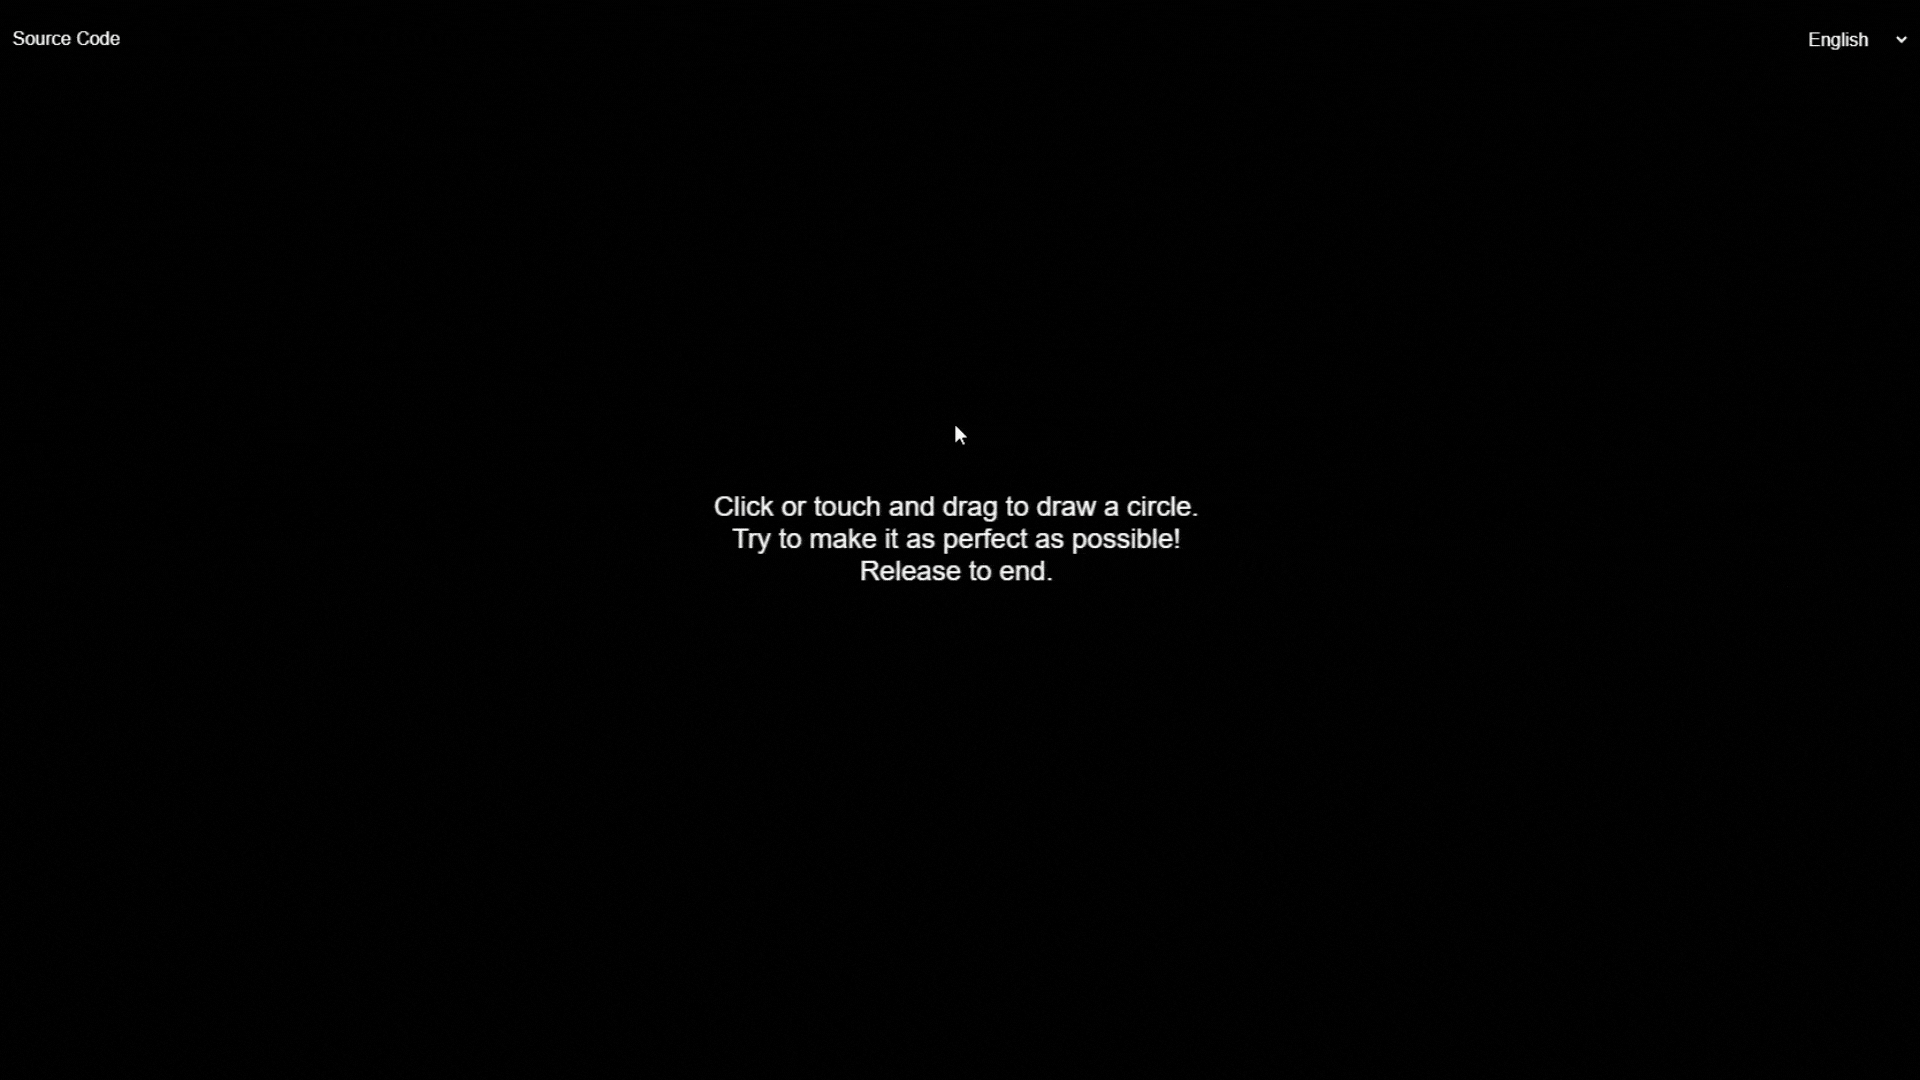 Source Code
English
Click or touch and drag to draw a circle.
Try to make it as perfect as possible!
Release to end.